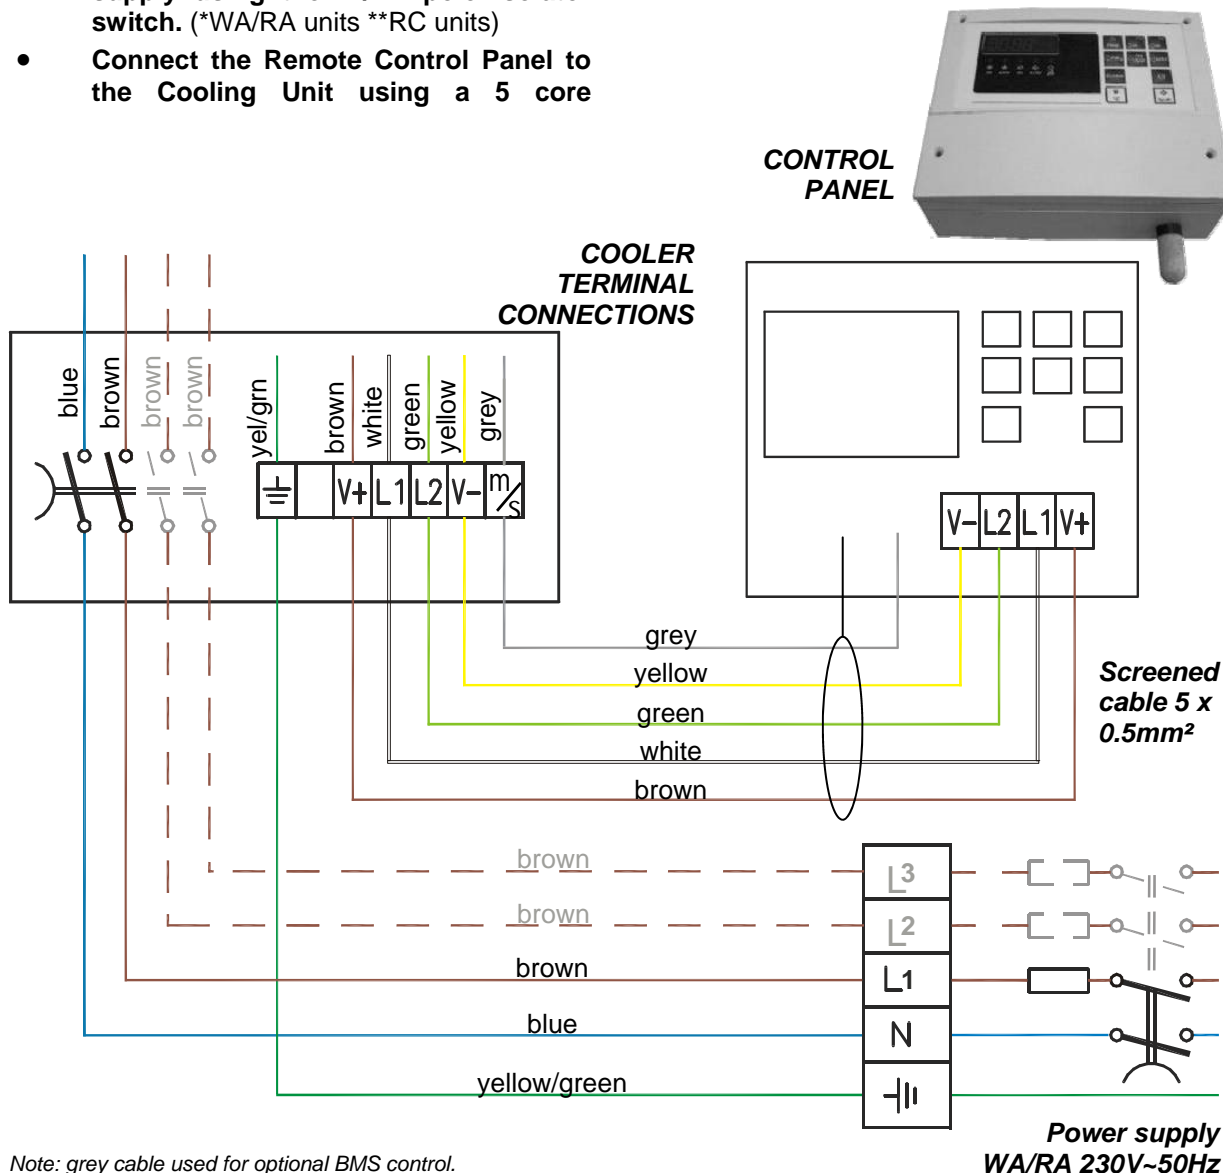 switch. (*WA/RA units **RC units)
• Connect the Remote Control Panel to
the Cooling Unit using a 5 core
CONTROL
PANEL
COOLER
TERMINAL
CONNECTIONS
blue
brown
brown
brown
yel/grn
brown
white
green
yellow
grey
V+ L1 L2 V- m/s
V- L2 L1 V+
grey
yellow
green
white
brown
Screened
cable 5 x
0.5mm²
brown
L3
brown
L2
brown
L1
blue
N
yellow/green
Power supply
WA/RA 230V~50Hz
Note: grey cable used for optional BMS control.